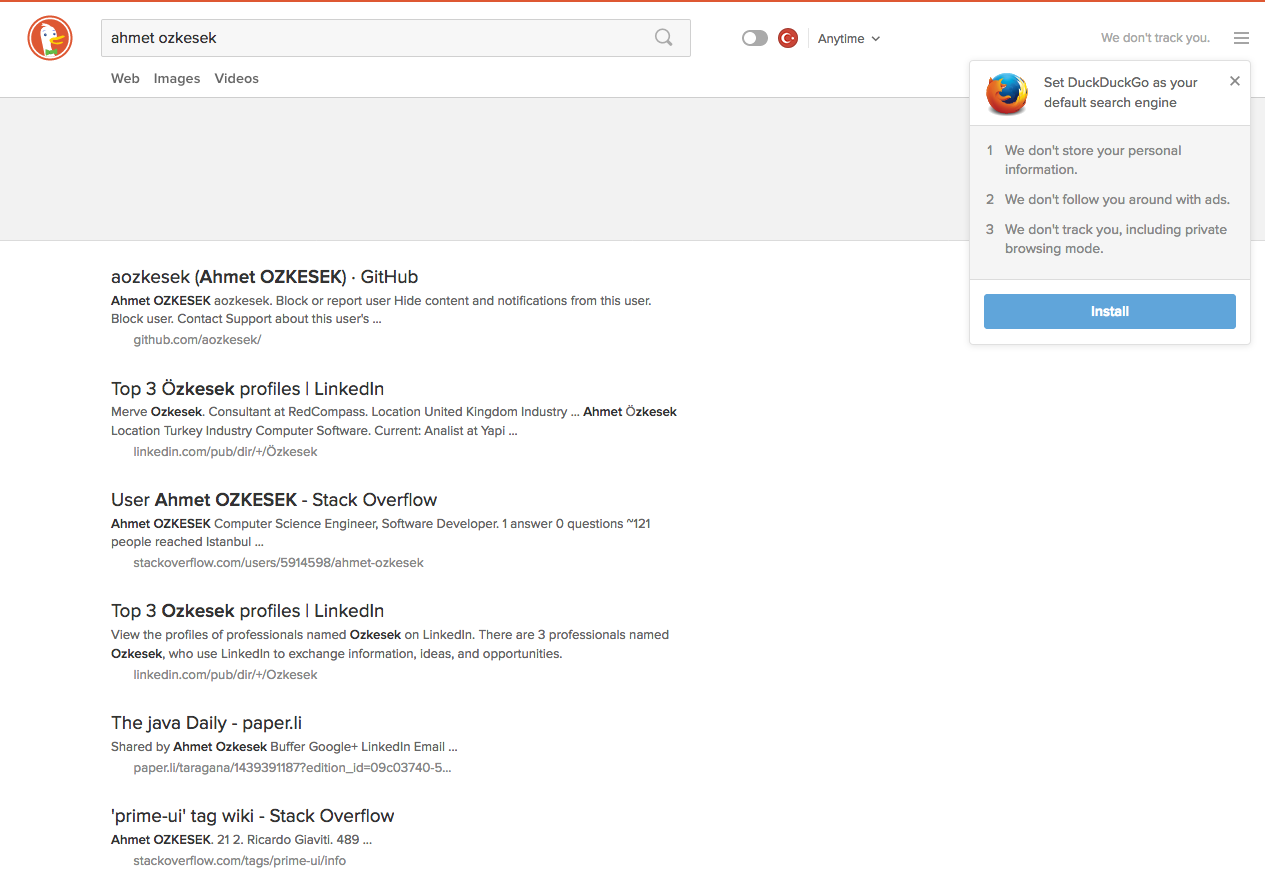 ahmet ozkesek
Anytime
We don't track you.
Web Images Videos
Set DuckDuckGo as your
default search engine
1 We don't store your personal
information.
2 We don't follow you around with ads.
3 We don't track you, including private
browsing mode.
Install
aozkesek (Ahmet OZKESEK) · GitHub
Ahmet OZKESEK aozkesek. Block or report user Hide content and notifications from this user.
Block user. Contact Support about this user's ...
github.com/aozkesek/
Top 3 Özkesek profiles | LinkedIn
Merve Ozkesek. Consultant at RedCompass. Location United Kingdom Industry ... Ahmet Özkesek
Location Turkey Industry Computer Software. Current: Analist at Yapi ...
linkedin.com/pub/dir/+/Özkesek
User Ahmet OZKESEK - Stack Overflow
Ahmet OZKESEK Computer Science Engineer, Software Developer. 1 answer 0 questions ~121
people reached Istanbul ...
stackoverflow.com/users/5914598/ahmet-ozkesek
Top 3 Ozkesek profiles | LinkedIn
View the profiles of professionals named Ozkesek on LinkedIn. There are 3 professionals named
Ozkesek, who use LinkedIn to exchange information, ideas, and opportunities.
linkedin.com/pub/dir/+/Ozkesek
The java Daily - paper.li
Shared by Ahmet Ozkesek Buffer Google+ LinkedIn Email ...
paper.li/taragana/1439391187?edition_id=09c03740-5...
'prime-ui' tag wiki - Stack Overflow
Ahmet OZKESEK. 21 2. Ricardo Giaviti. 489 ...
stackoverflow.com/tags/prime-ui/info